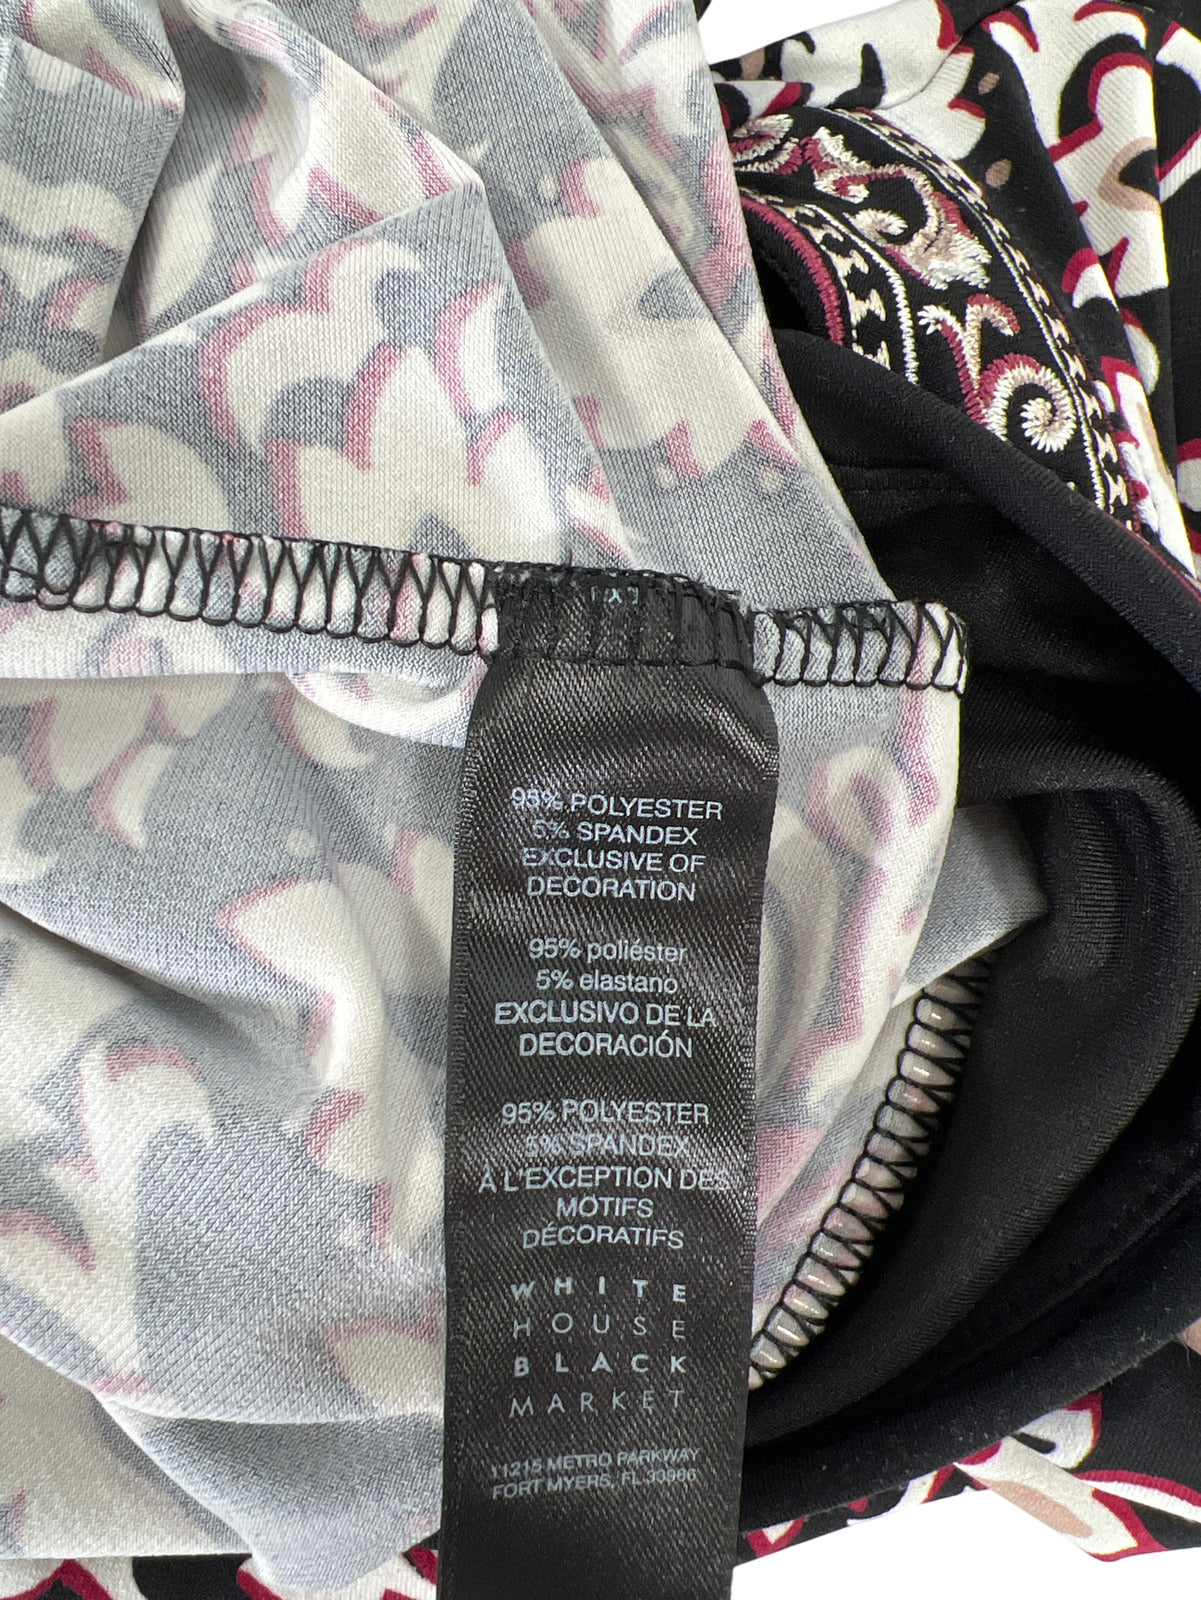 95% POLYESTER
5% SPANDEX
EXCLUSIVE OF
DECORATION
95% poliéster
5% elastano
EXCLUSIVO DE LA
DECORACIÓN
95% POLYESTER
5% SPANDEX
À L'EXCEPTION DES
MOTIFS
DÉCORATIFS
WHITE
HOUSE
BLACK
MARKET
11215 METRO PARKWAY
FORT MYERS, FL 33966